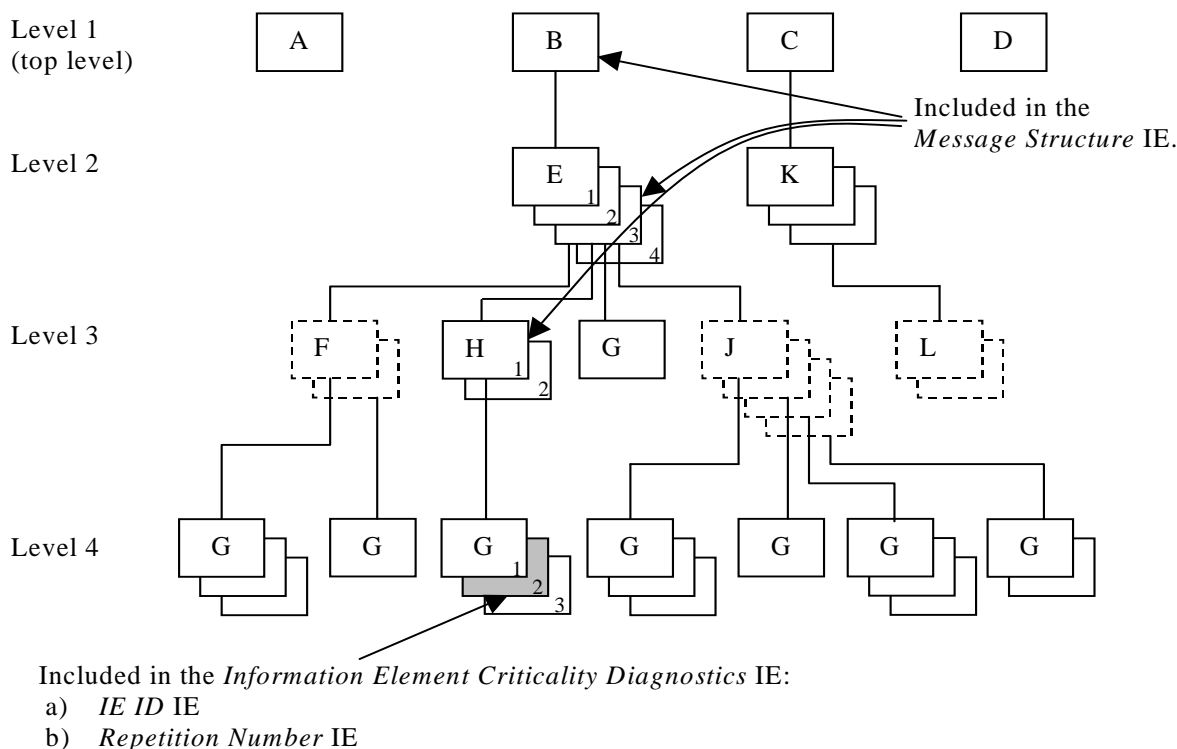 Level 1
(top level)
A
B
C
D
Included in the
Message Structure IE.
Level 2
E
1
2
3
4
K
Level 3
F
H
1
2
G
J
L
Level 4
G
G
G
1
2
3
G
G
G
G
Included in the Information Element Criticality Diagnostics IE:
a) IE ID IE
b) Repetition Number IE